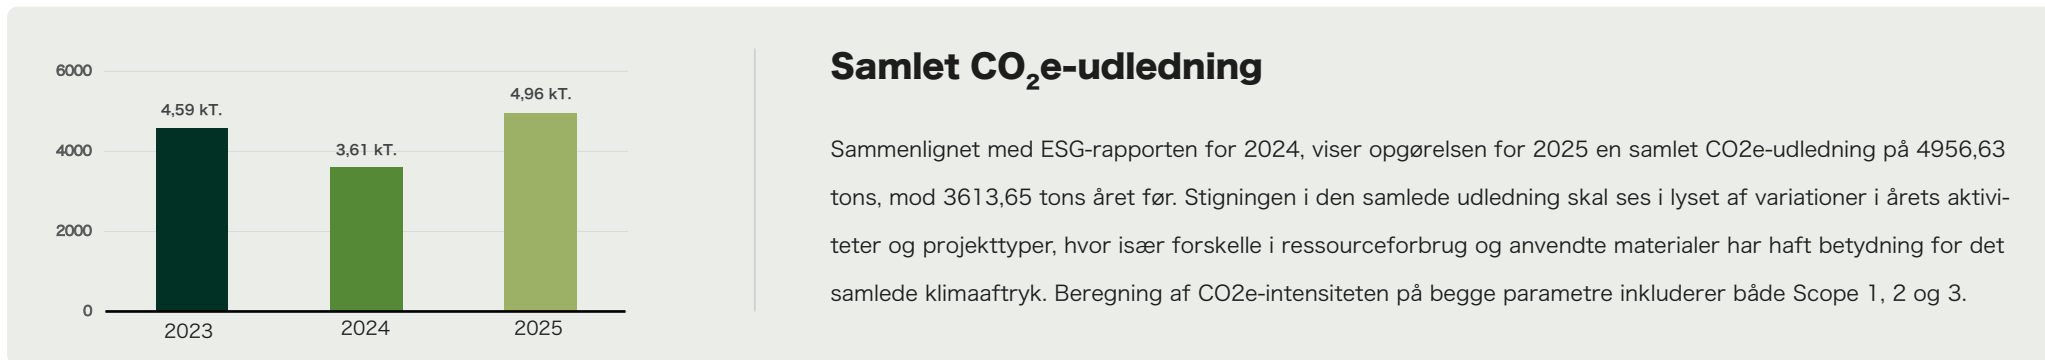 6000
4000
2000
0
4,59 kT.
3,61 kT.
4,96 kT.
2023
2024
2025
Samlet CO₂e-udledning
Sammenlignet med ESG-rapporten for 2024, viser opgørelsen for 2025 en samlet CO2e-udledning på 4956,63
tons, mod 3613,65 tons året før. Stigningen i den samlede udledning skal ses i lyset af variationer i årets aktivi-
teter og projekttyper, hvor især forskelle i ressourceforbrug og anvendte materialer har haft betydning for det
samlede klimaaftryk. Beregning af CO2e-intensiteten på begge parametre inkluderer både Scope 1, 2 og 3.